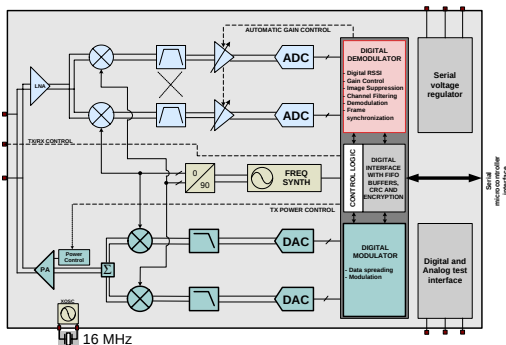 AUTOMATIC GAIN CONTROL
LNA
ADC
ADC
DIGITAL
DEMODULATOR
- Digital RSSI
- Gain Control
- Image Suppression
- Channel Filtering
- Demodulation
- Frame
synchronization
Serial
voltage
regulator
TX/RX CONTROL
0
90
FREQ
SYNTH
CONTROL LOGIC
DIGITAL
INTERFACE
WITH FIFO
BUFFERS,
CRC AND
ENCRYPTION
Serial
microcontroller
interface
TX POWER CONTROL
Power
Control
PA
Σ
DAC
DAC
DIGITAL
MODULATOR
- Data spreading
- Modulation
Digital and
Analog test
interface
XOSC
16 MHz